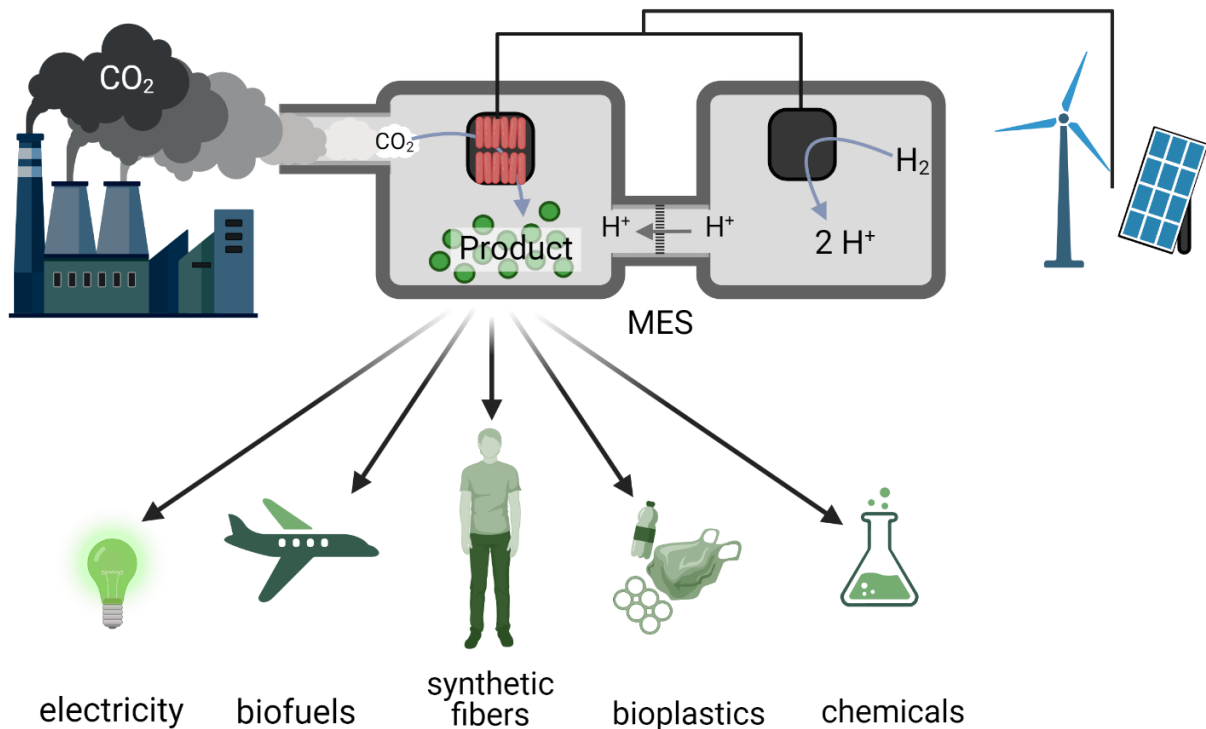 CO₂
CO₂
H₂
H⁺
H⁺
2 H⁺
Product
MES
electricity
biofuels
synthetic
fibers
bioplastics
chemicals